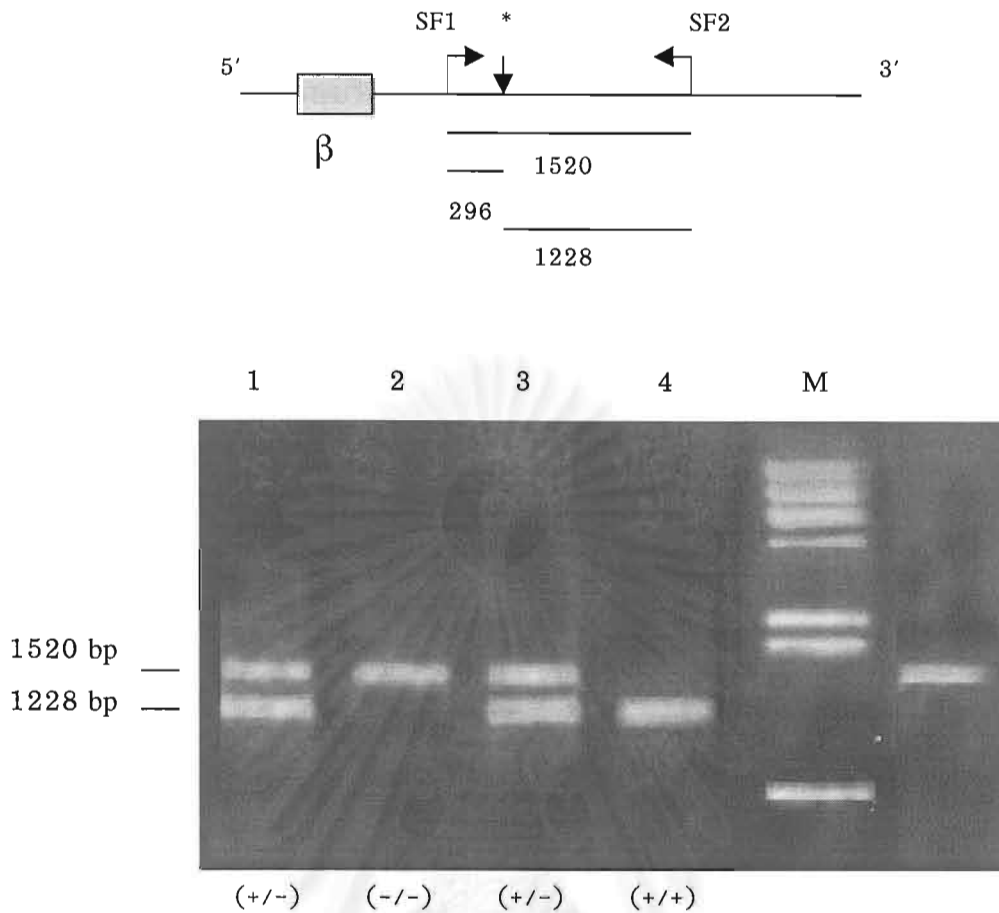 SF1 * SF2
5′ 3′
β
1520
296
1228
1 2 3 4 M
1520 bp
1228 bp
(+/-) (-/-) (+/-) (+/+)